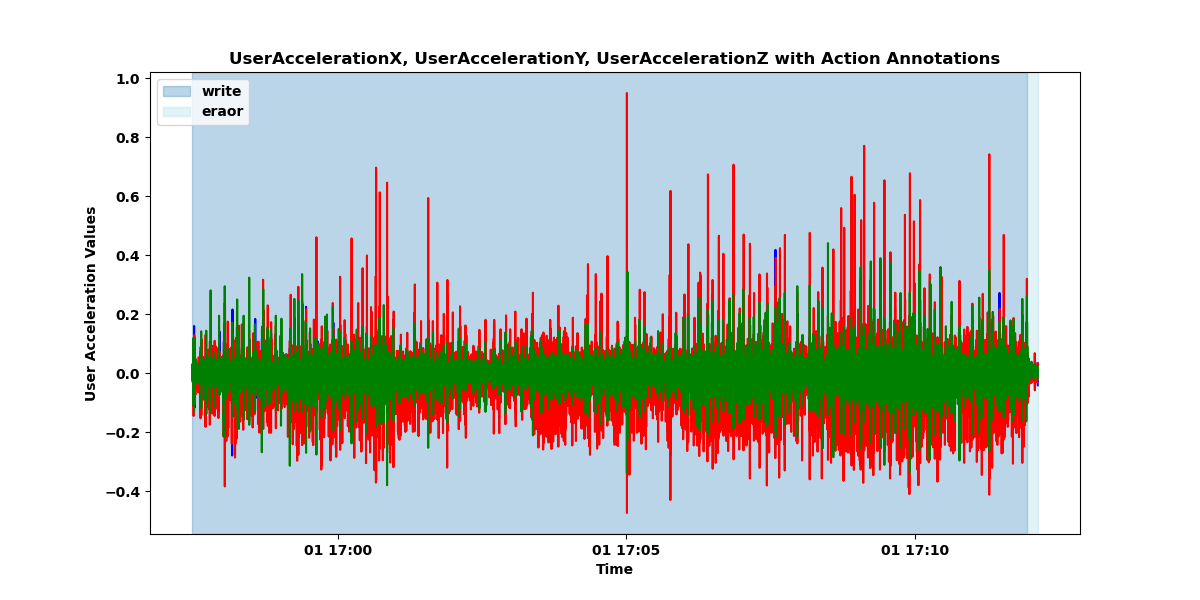 UserAccelerationX, UserAccelerationY, UserAccelerationZ with Action Annotations
write
eraor
1.0
0.8
0.6
0.4
0.2
0.0
−0.2
−0.4
User Acceleration Values
01 17:00
01 17:05
01 17:10
Time